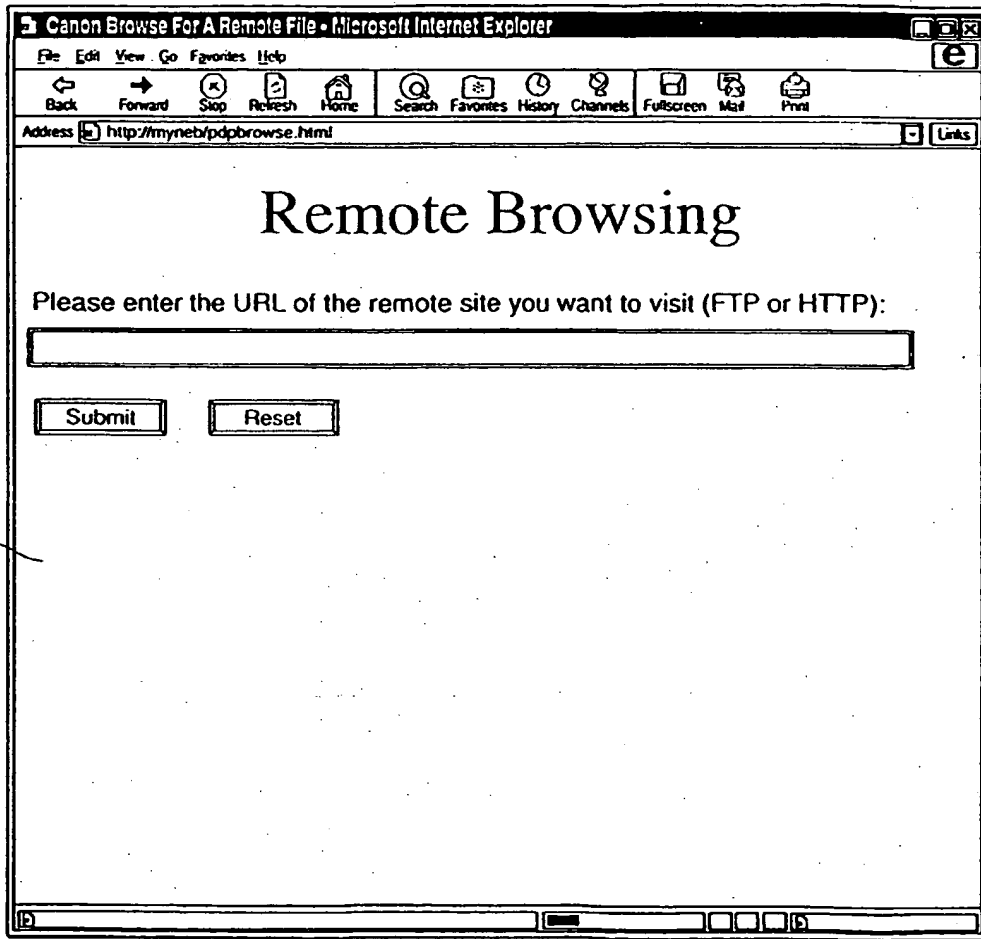 Canon Browse For A Remote File - Microsoft Internet Explorer
File Edit View Go Favorites Help
e
Back Forward Stop Refresh Home Search Favorites History Channels Fullscreen Mail Print
Address http://myneb/pdpbrowse.html Links
Remote Browsing
Please enter the URL of the remote site you want to visit (FTP or HTTP):
Submit Reset